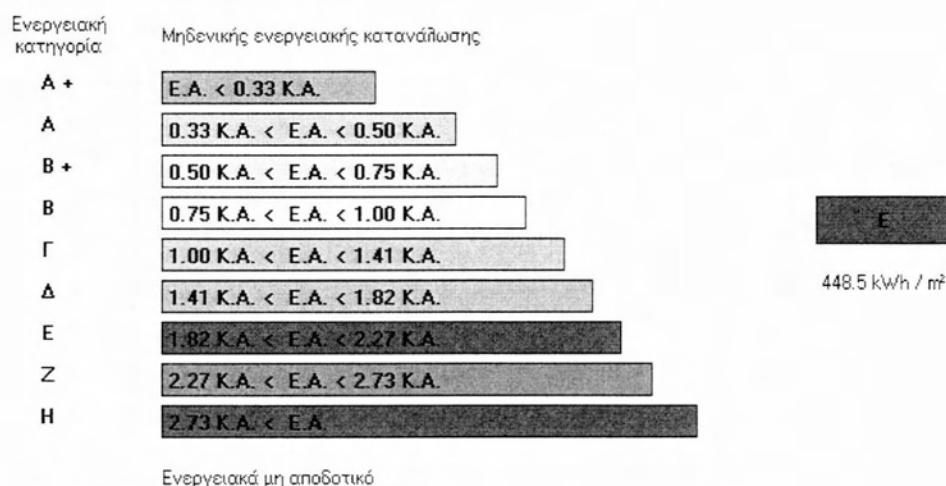 Ενεργειακή
κατηγορία
Μηδενικής ενεργειακής κατανάλωσης
Α + Ε.Α. < 0.33 Κ.Α.
Α 0.33 Κ.Α. < Ε.Α. < 0.50 Κ.Α.
Β + 0.50 Κ.Α. < Ε.Α. < 0.75 Κ.Α.
Β 0.75 Κ.Α. < Ε.Α. < 1.00 Κ.Α.
Ε
Γ 1.00 Κ.Α. < Ε.Α. < 1.41 Κ.Α.
Δ 1.41 Κ.Α. < Ε.Α. < 1.82 Κ.Α.
448.5 kWh / m²
Ε 1.82 Κ.Α. < Ε.Α. < 2.27 Κ.Α.
Ζ 2.27 Κ.Α. < Ε.Α. < 2.73 Κ.Α.
Η 2.73 Κ.Α. < Ε.Α.
Ενεργειακά μη αποδοτικό